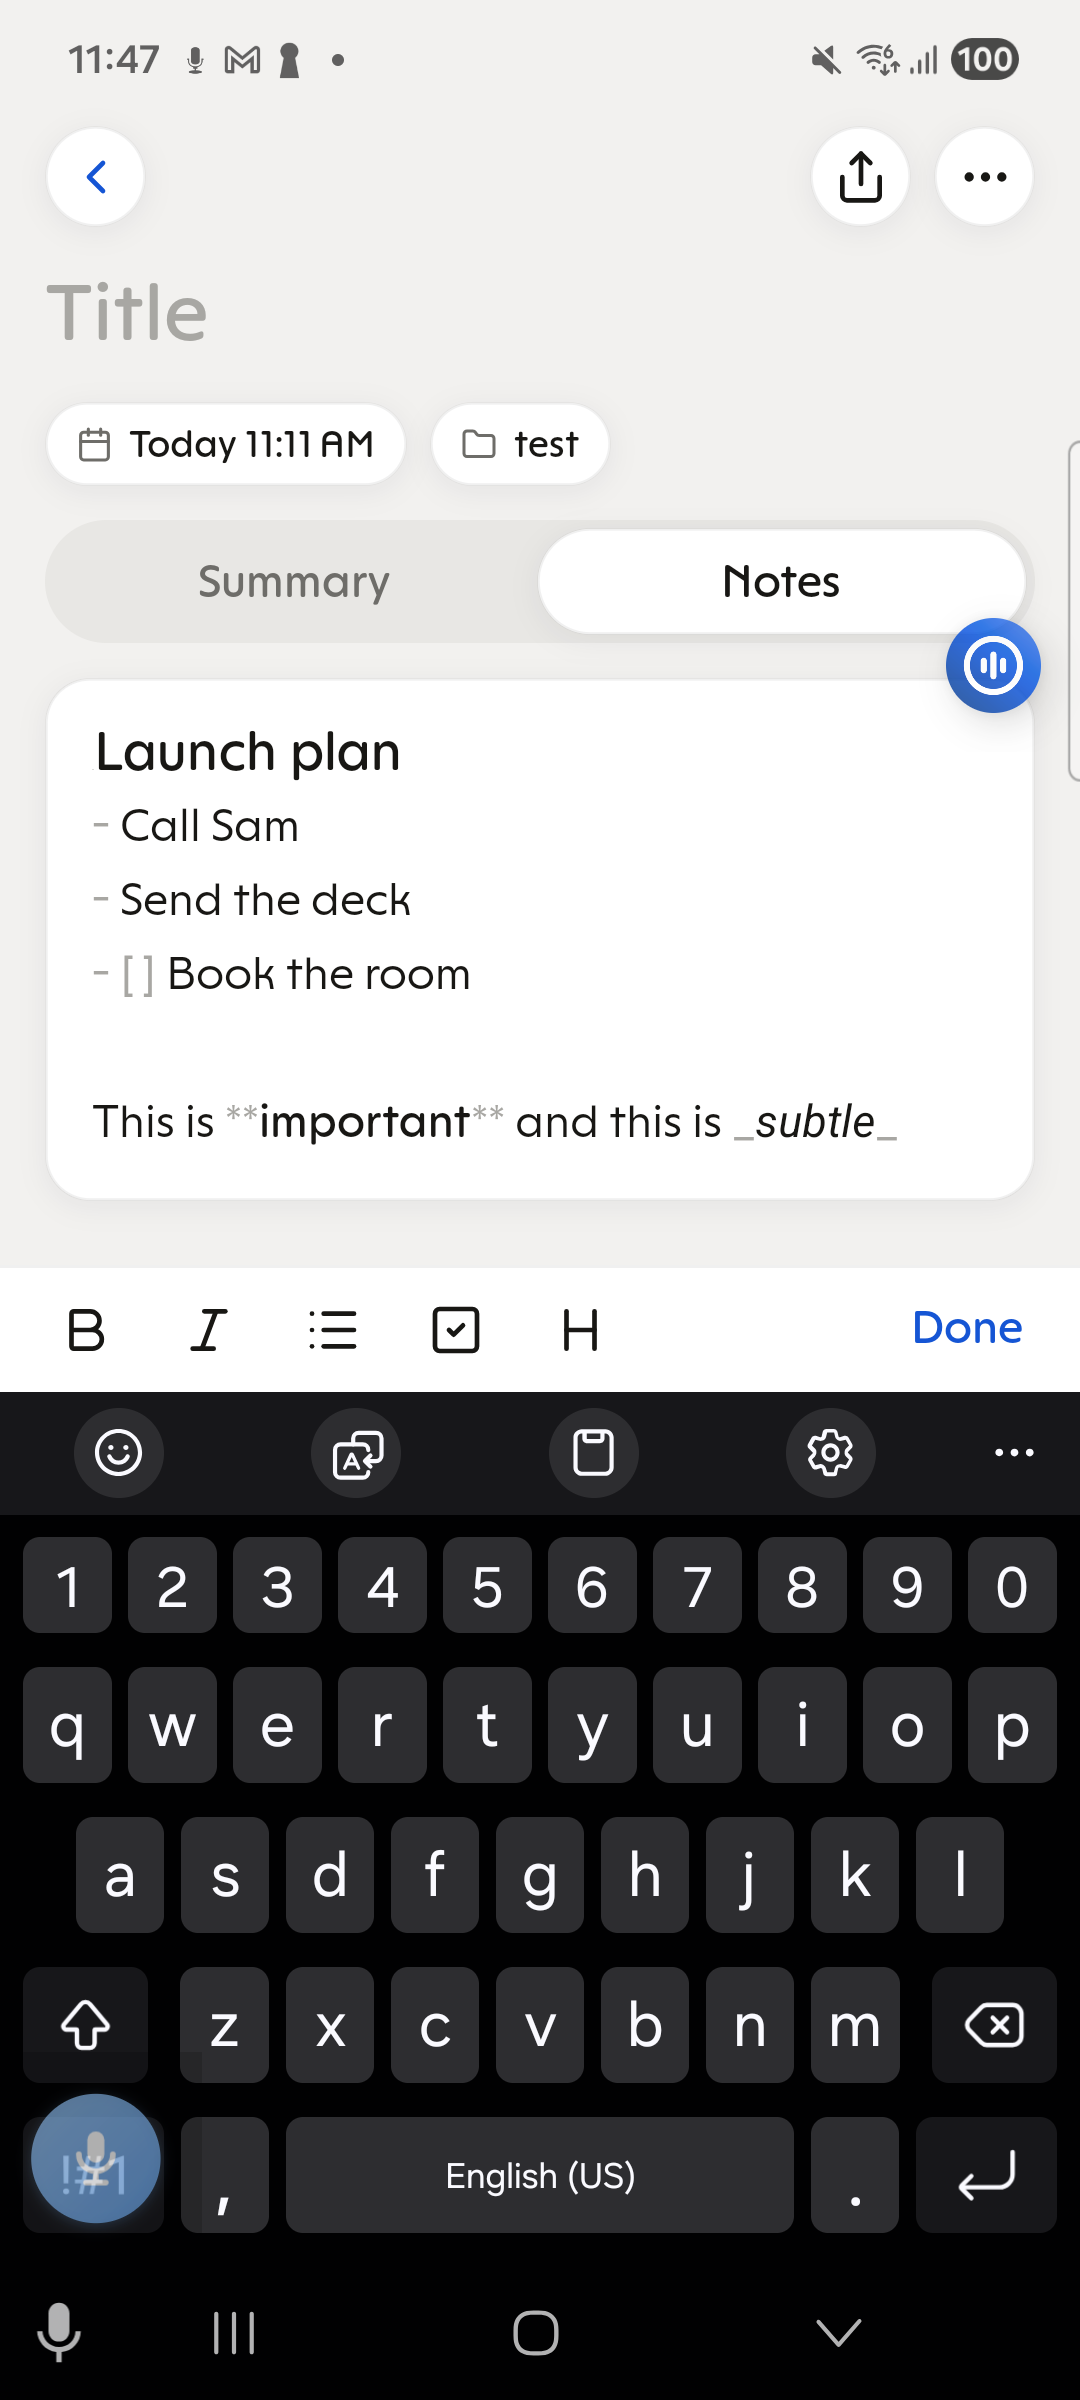 11:47
6
100
Title
Today 11:11 AM
test
Summary
Notes
Launch plan
- Call Sam
- Send the deck
- [ ] Book the room
This is **important** and this is _subtle_
B I H Done
A
1 2 3 4 5 6 7 8 9 0
q w e r t y u i o p
a s d f g h j k l
z x c v b n m
!#1 , English (US) .